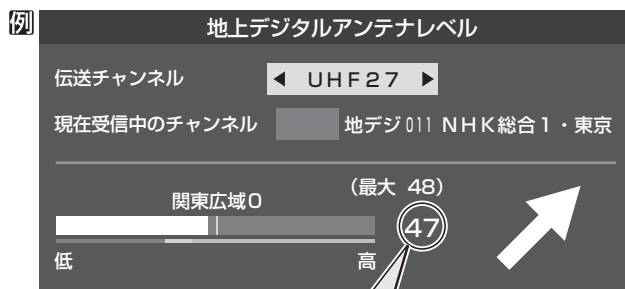 例
地上デジタルアンテナレベル
伝送チャンネル ◀ UHF27 ▶
現在受信中のチャンネル 地デジ 011 NHK総合1・東京
(最大 48)
関東広域0
47
低 高